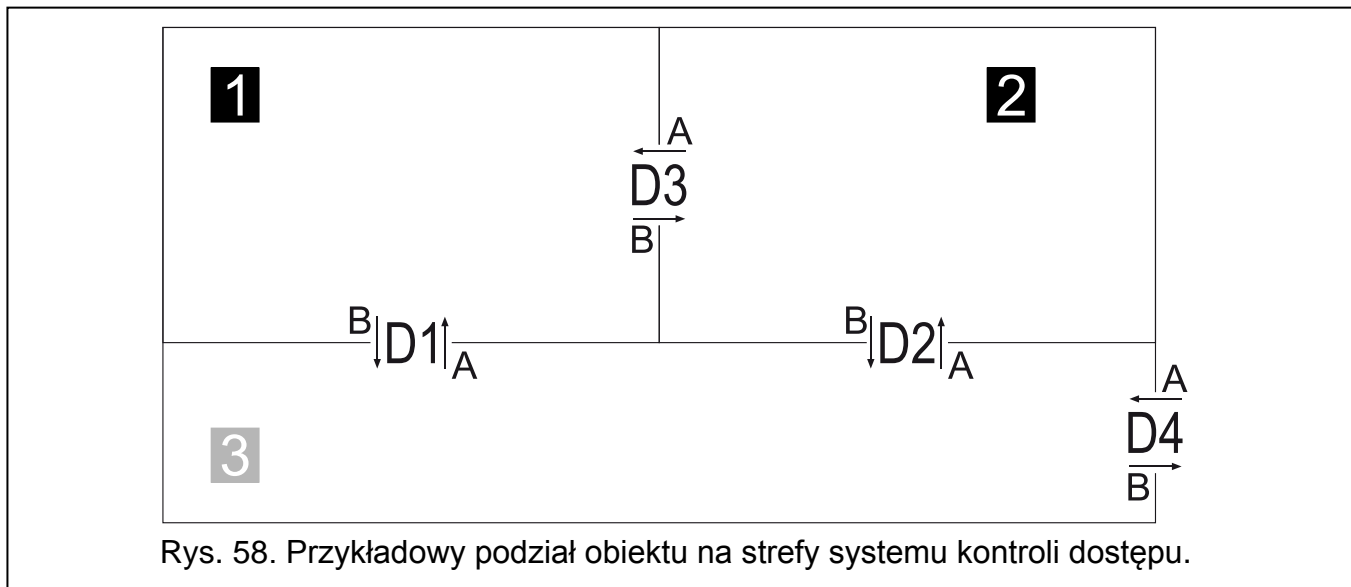 1
2
A
D3
B
B D1 A
B D2 A
A
D4
B
3
Rys. 58. Przykładowy podział obiektu na strefy systemu kontroli dostępu.